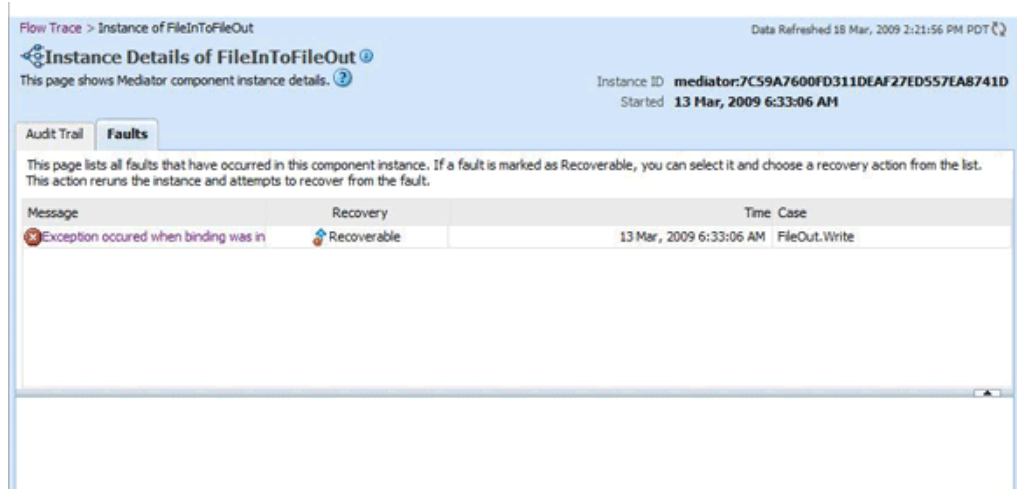 Flow Trace > Instance of FileInToFileOut
Data Refreshed 18 Mar, 2009 2:21:56 PM PDT
Instance Details of FileInToFileOut
This page shows Mediator component instance details.
Instance ID mediator:7C59A7600FD311DEAF27ED557EA8741D
Started 13 Mar, 2009 6:33:06 AM
Audit Trail Faults
This page lists all faults that have occurred in this component instance. If a fault is marked as Recoverable, you can select it and choose a recovery action from the list.
This action reruns the instance and attempts to recover from the fault.
Message Recovery Time Case
Exception occured when binding was in Recoverable 13 Mar, 2009 6:33:06 AM FileOut.Write